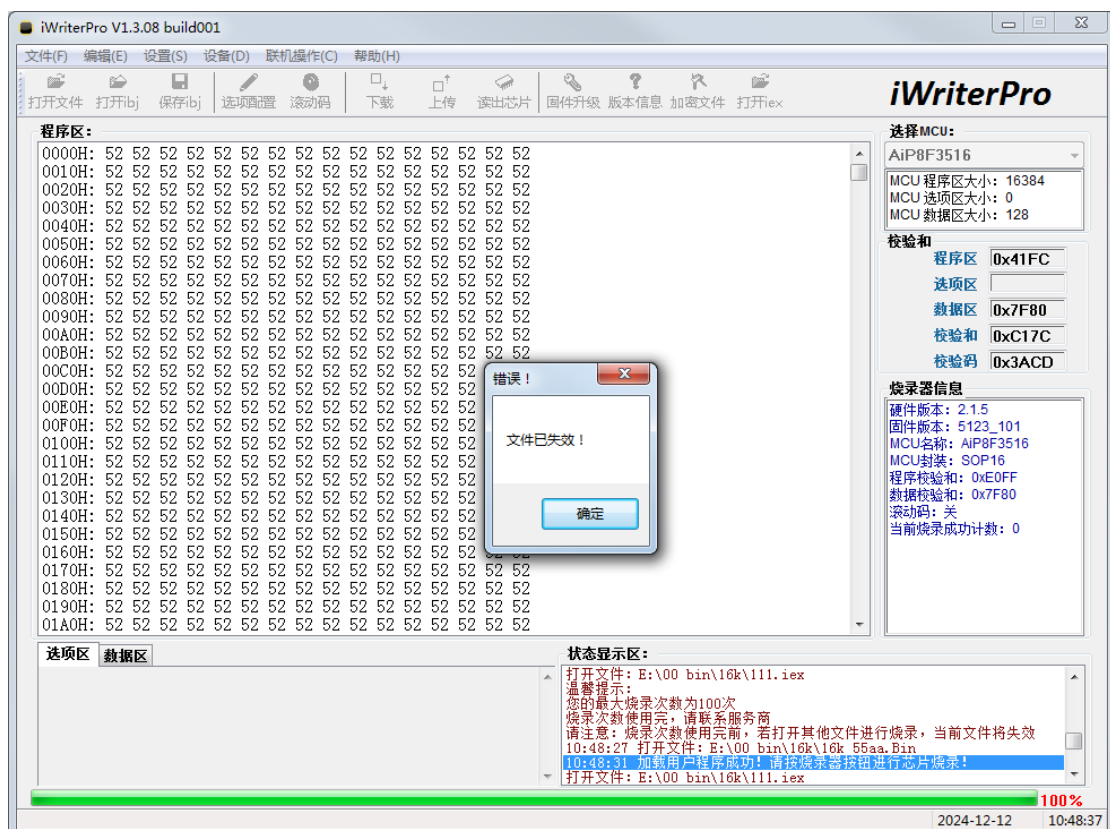 iWriterPro V1.3.08 build001
文件(F) 编辑(E) 设置(S) 设备(D) 联机操作(C) 帮助(H)
打开文件 打开ibj 保存ibj 选项配置 滚动码 下载 上传 读出芯片 固件升级 版本信息 加密文件 打开iex
iWriterPro
程序区:
0000H: 52 52 52 52 52 52 52 52 52 52 52 52 52 52 52 52
0010H: 52 52 52 52 52 52 52 52 52 52 52 52 52 52 52 52
0020H: 52 52 52 52 52 52 52 52 52 52 52 52 52 52 52 52
0030H: 52 52 52 52 52 52 52 52 52 52 52 52 52 52 52 52
0040H: 52 52 52 52 52 52 52 52 52 52 52 52 52 52 52 52
0050H: 52 52 52 52 52 52 52 52 52 52 52 52 52 52 52 52
0060H: 52 52 52 52 52 52 52 52 52 52 52 52 52 52 52 52
0070H: 52 52 52 52 52 52 52 52 52 52 52 52 52 52 52 52
0080H: 52 52 52 52 52 52 52 52 52 52 52 52 52 52 52 52
0090H: 52 52 52 52 52 52 52 52 52 52 52 52 52 52 52 52
00A0H: 52 52 52 52 52 52 52 52 52 52 52 52 52 52 52 52
00B0H: 52 52 52 52 52 52 52 52 52 52 52 52 52 52 52 52
00C0H: 52 52 52 52 52 52 52 52 52 52 52 52 52 52
00D0H: 52 52 52 52 52 52 52 52 52 52 52 52 52 52
00E0H: 52 52 52 52 52 52 52 52 52 52 52 52 52 52
00F0H: 52 52 52 52 52 52 52 52 52 52 52 52 52 52
0100H: 52 52 52 52 52 52 52 52 52 52 52 52 52 52
0110H: 52 52 52 52 52 52 52 52 52 52 52 52 52 52
0120H: 52 52 52 52 52 52 52 52 52 52 52 52 52 52
0130H: 52 52 52 52 52 52 52 52 52 52 52 52 52 52
0140H: 52 52 52 52 52 52 52 52 52 52 52 52 52 52
0150H: 52 52 52 52 52 52 52 52 52 52 52 52 52 52
0160H: 52 52 52 52 52 52 52 52 52 52 52 52 52 52 52 52
0170H: 52 52 52 52 52 52 52 52 52 52 52 52 52 52 52 52
0180H: 52 52 52 52 52 52 52 52 52 52 52 52 52 52 52 52
0190H: 52 52 52 52 52 52 52 52 52 52 52 52 52 52 52 52
01A0H: 52 52 52 52 52 52 52 52 52 52 52 52 52 52 52 52
错误！
文件已失效！
确定
选择MCU:
AiP8F3516
MCU 程序区大小: 16384
MCU 选项区大小: 0
MCU 数据区大小: 128
校验和
程序区 0x41FC
选项区
数据区 0x7F80
校验和 0xC17C
校验码 0x3ACD
烧录器信息
硬件版本: 2.1.5
固件版本: 5123_101
MCU名称: AiP8F3516
MCU封装: SOP16
程序校验和: 0xE0FF
数据校验和: 0x7F80
滚动码: 关
当前烧录成功计数: 0
选项区 数据区
状态显示区:
打开文件: E:\00 bin\16k\111.iex
温馨提示:
您的最大烧录次数为100次
烧录次数使用完，请联系服务商
请注意: 烧录次数使用完前，若打开其他文件进行烧录，当前文件将失效
10:48:27 打开文件: E:\00 bin\16k\16k 55aa.Bin
10:48:31 加载用户程序成功! 请按烧录器按钮进行芯片烧录!
打开文件: E:\00 bin\16k\111.iex
100%
2024-12-12 10:48:37